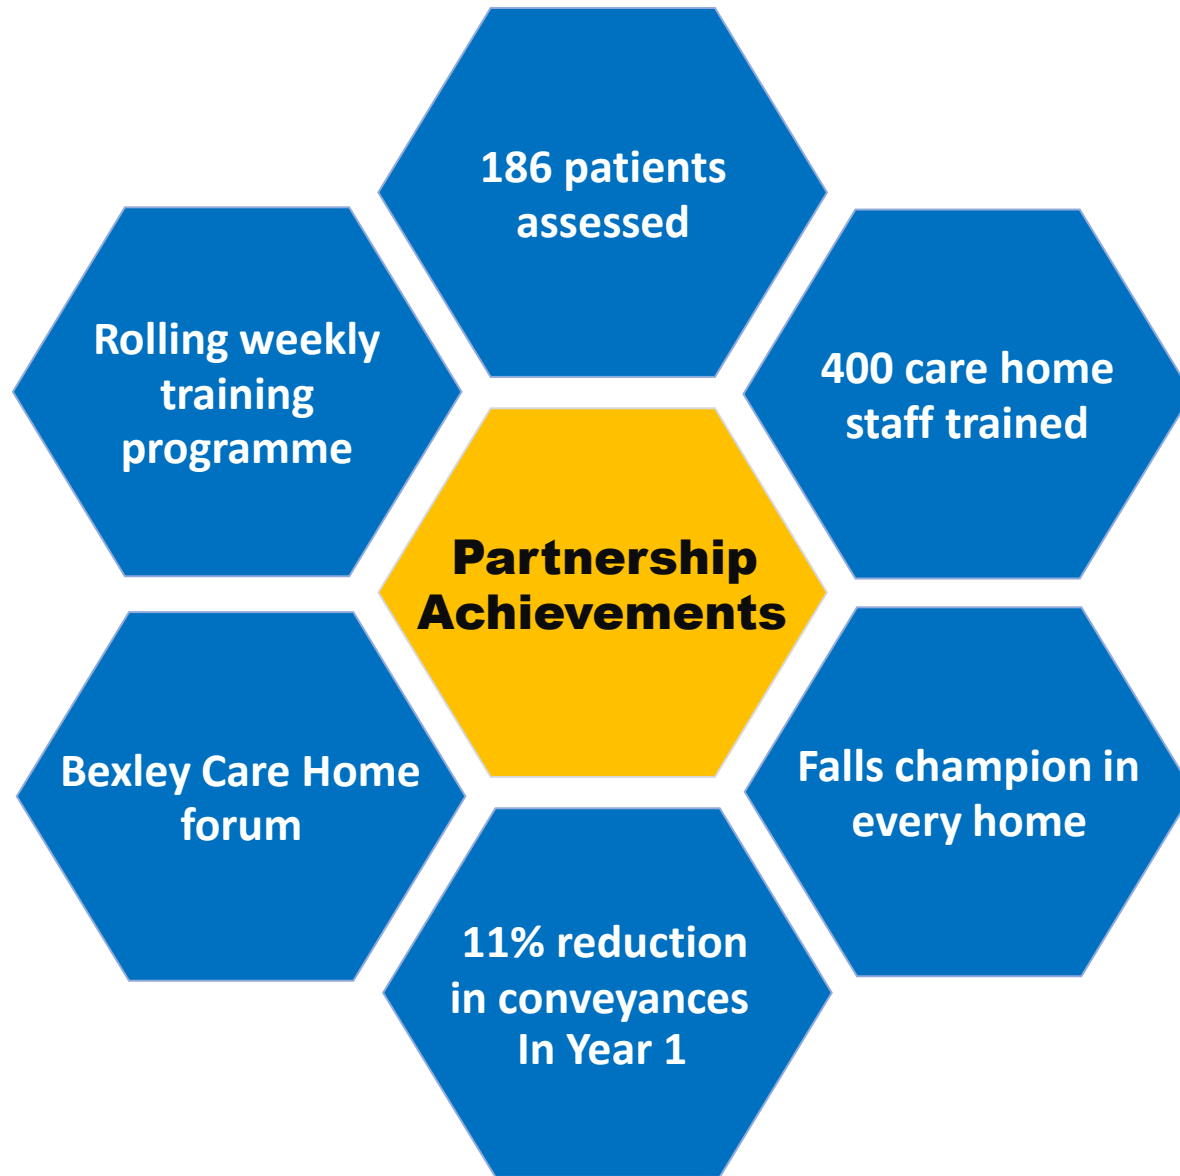 186 patients
assessed
400 care home
staff trained
Falls champion in
every home
11% reduction
in conveyances
In Year 1
Bexley Care Home
forum
Rolling weekly
training
programme
Partnership
Achievements